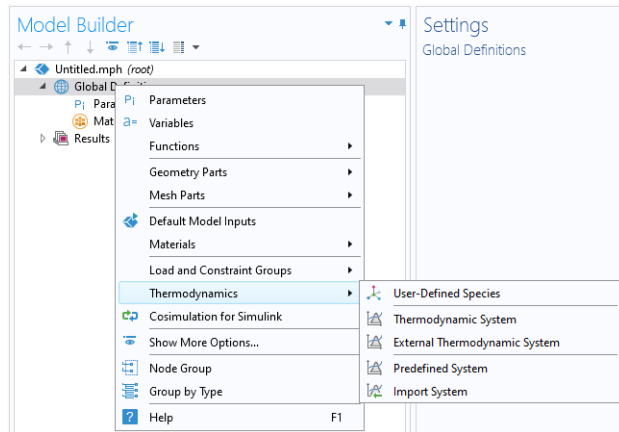 Model Builder
Untitled.mph (root)
Global
Pi Para
Mat
Results
Pi Parameters
a= Variables
Functions
Geometry Parts
Mesh Parts
Default Model Inputs
Materials
Load and Constraint Groups
Thermodynamics
Cosimulation for Simulink
Show More Options...
Node Group
Group by Type
? Help F1
User-Defined Species
Thermodynamic System
External Thermodynamic System
Predefined System
Import System
Settings
Global Definitions